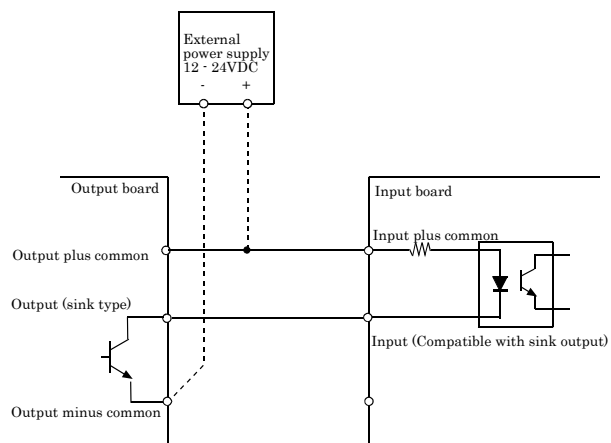 External
power supply
12 - 24VDC
- +
Output board
Input board
Input plus common
Output plus common
Output (sink type)
Input (Compatible with sink output)
Output minus common